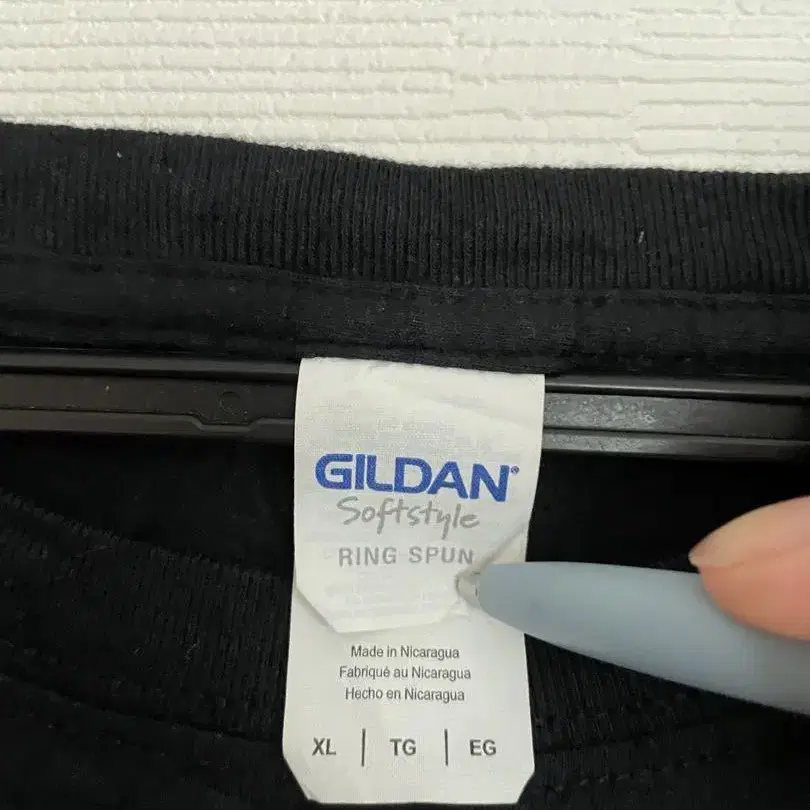 GILDAN®
Softstyle
RING SPUN
Made in Nicaragua
Fabriqué au Nicaragua
Hecho en Nicaragua
XL | TG | EG